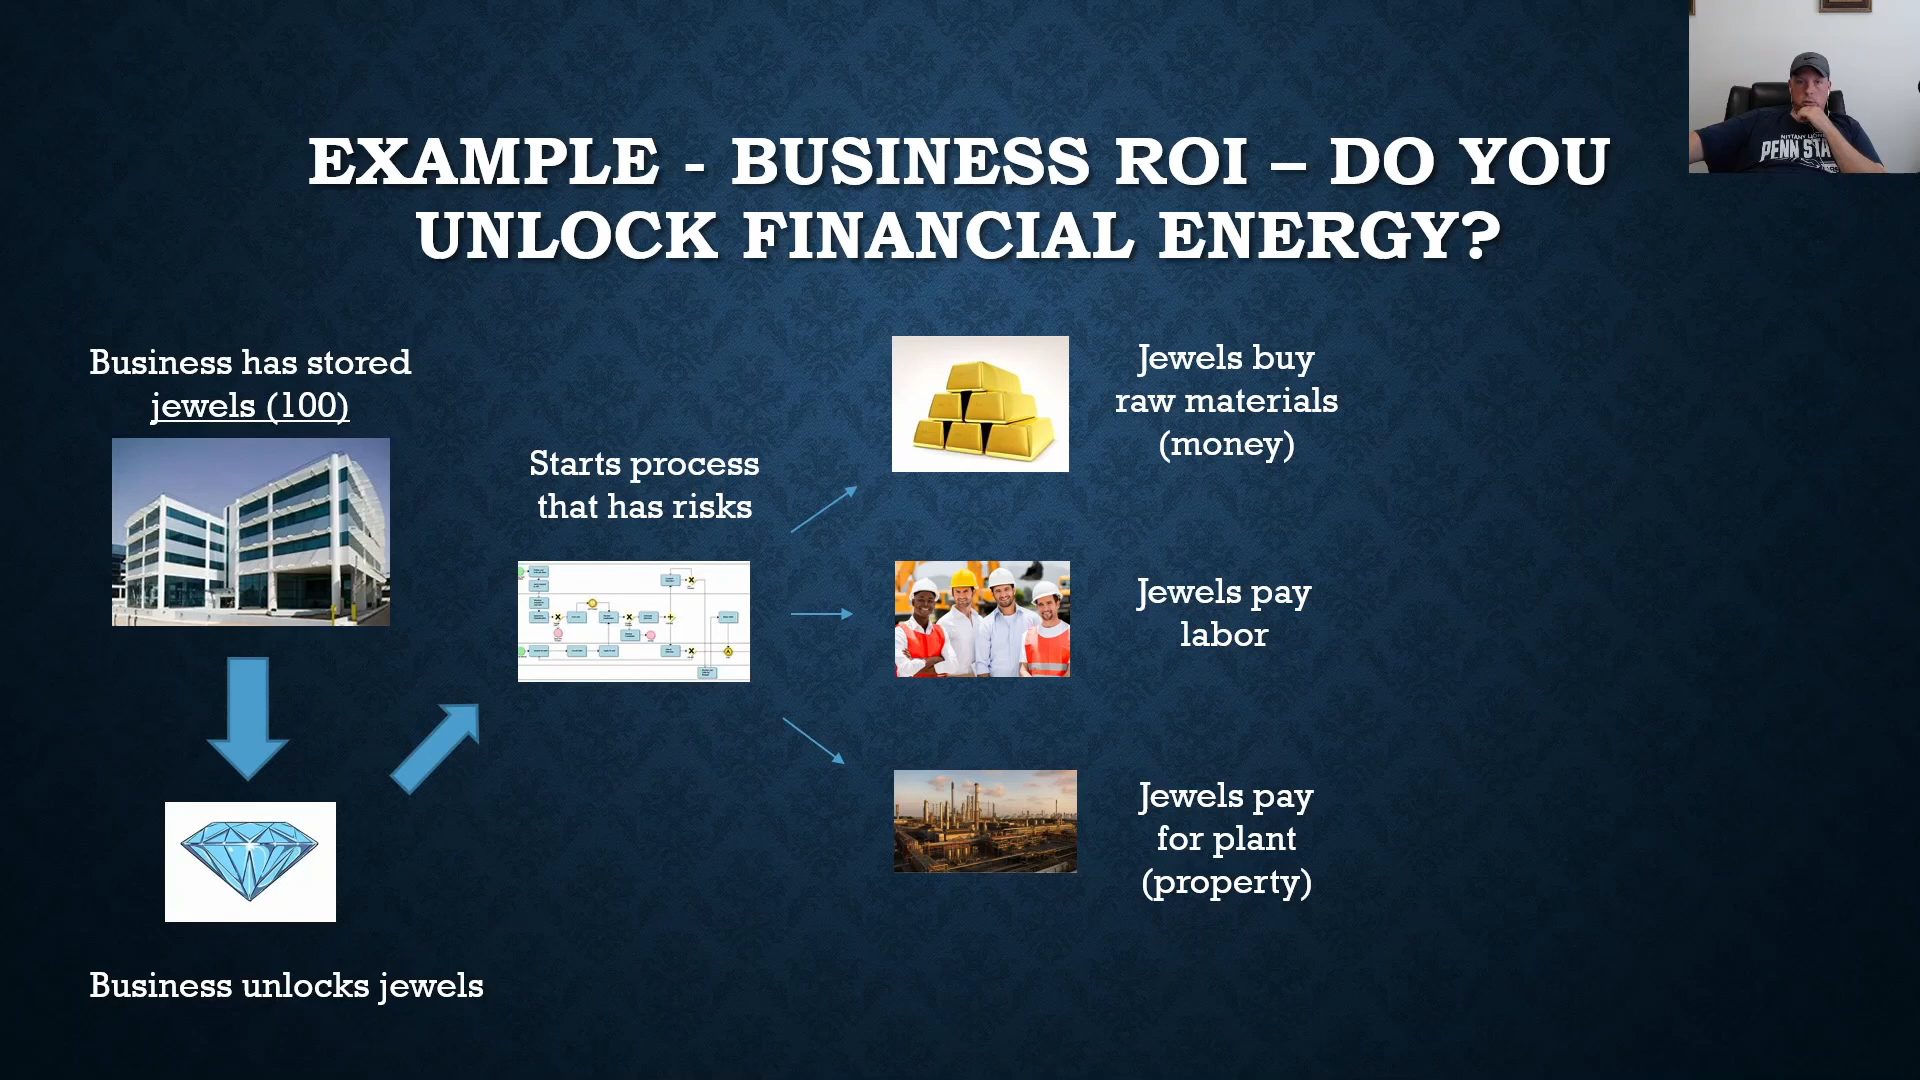 EXAMPLE - BUSINESS ROI – DO YOU
UNLOCK FINANCIAL ENERGY?
Business has stored
jewels (100)
Business unlocks jewels
Starts process
that has risks
Jewels buy
raw materials
(money)
Jewels pay
labor
Jewels pay
for plant
(property)